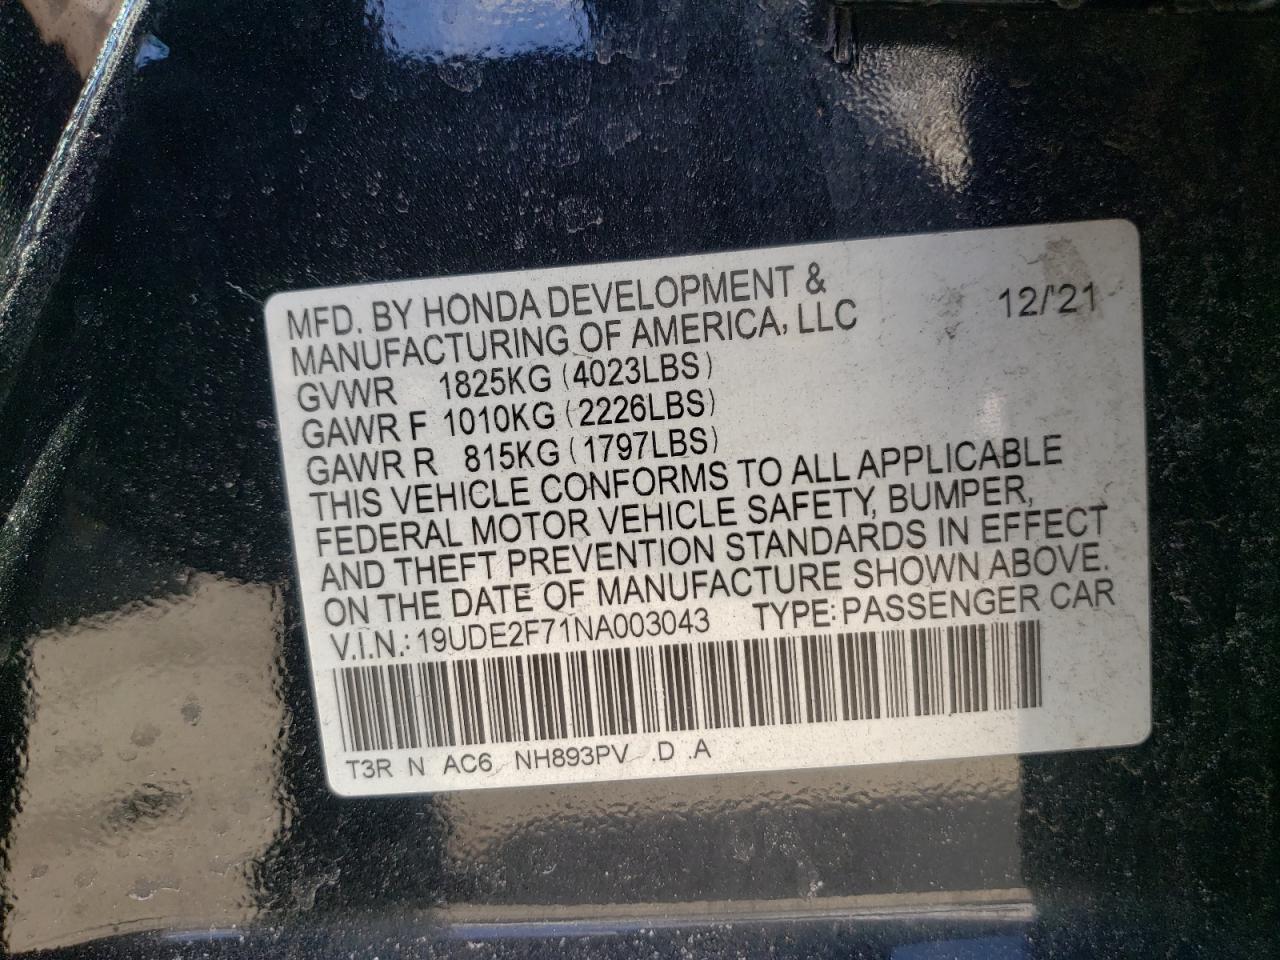 MFD. BY HONDA DEVELOPMENT & 12/'21
MANUFACTURING OF AMERICA, LLC
GVWR 1825KG (4023LBS)
GAWR F 1010KG (2226LBS)
GAWR R 815KG (1797LBS)
THIS VEHICLE CONFORMS TO ALL APPLICABLE
FEDERAL MOTOR VEHICLE SAFETY, BUMPER,
AND THEFT PREVENTION STANDARDS IN EFFECT
ON THE DATE OF MANUFACTURE SHOWN ABOVE.
V.I.N.: 19UDE2F71NA003043 TYPE: PASSENGER CAR
T3R N AC6 NH893PV .D .A